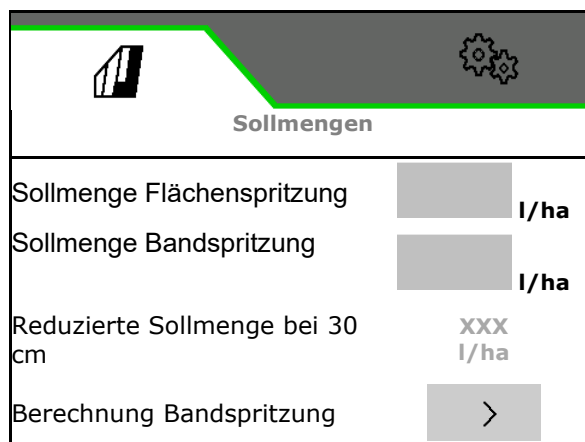 Sollmengen
Sollmenge Flächenspritzung
l/ha
Sollmenge Bandspritzung
l/ha
Reduzierte Sollmenge bei 30
cm
XXX
l/ha
Berechnung Bandspritzung
>